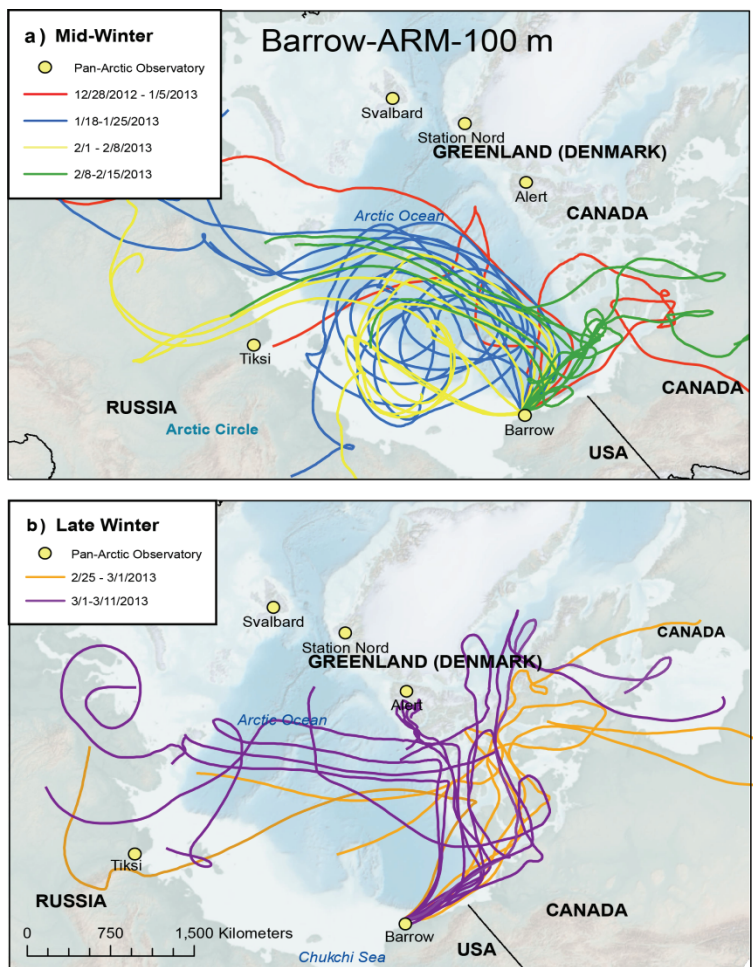 a) Mid-Winter
Barrow-ARM-100 m
Pan-Arctic Observatory
12/28/2012 - 1/5/2013
1/18-1/25/2013
2/1 - 2/8/2013
2/8-2/15/2013
Svalbard
Station Nord
GREENLAND (DENMARK)
Alert
CANADA
Arctic Ocean
Tiksi
CANADA
RUSSIA
Arctic Circle
Barrow
USA
b) Late Winter
Pan-Arctic Observatory
2/25 - 3/1/2013
3/1-3/11/2013
Svalbard
Station Nord
CANADA
GREENLAND (DENMARK)
Alert
Arctic Ocean
Tiksi
RUSSIA
CANADA
0 750 1,500 Kilometers
Barrow
USA
Chukchi Sea